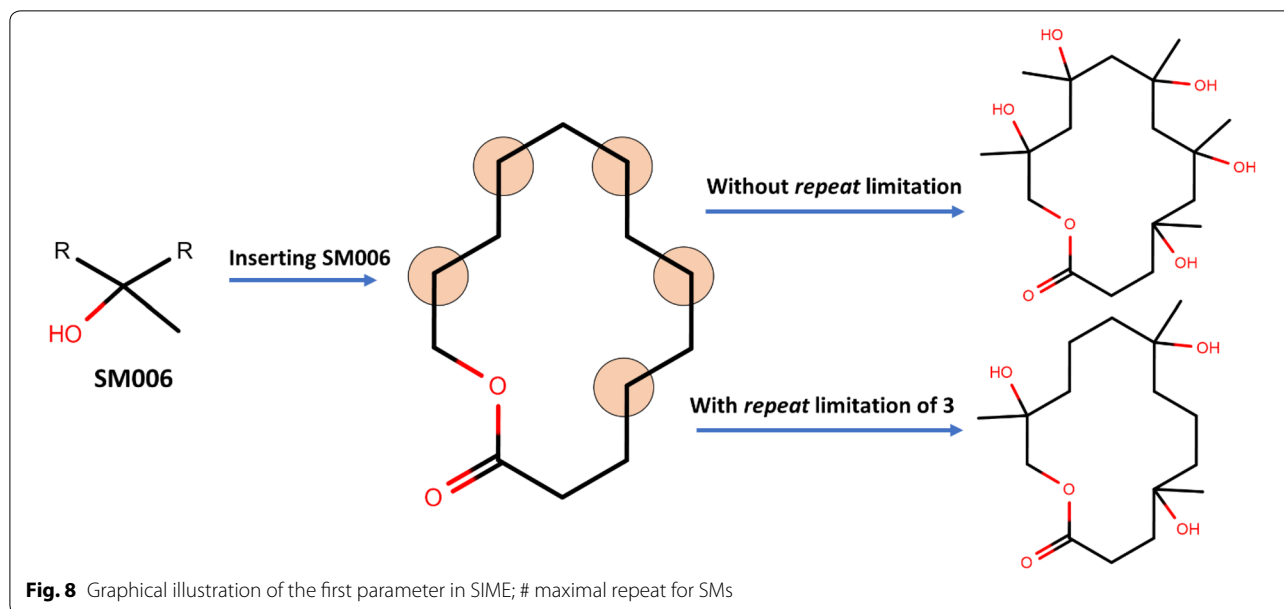 R
R
HO
SM006
Inserting SM006
O
O
Without repeat limitation
HO
HO
OH
OH
OH
O
O
With repeat limitation of 3
HO
OH
OH
O
O
Fig. 8 Graphical illustration of the first parameter in SIME; # maximal repeat for SMs